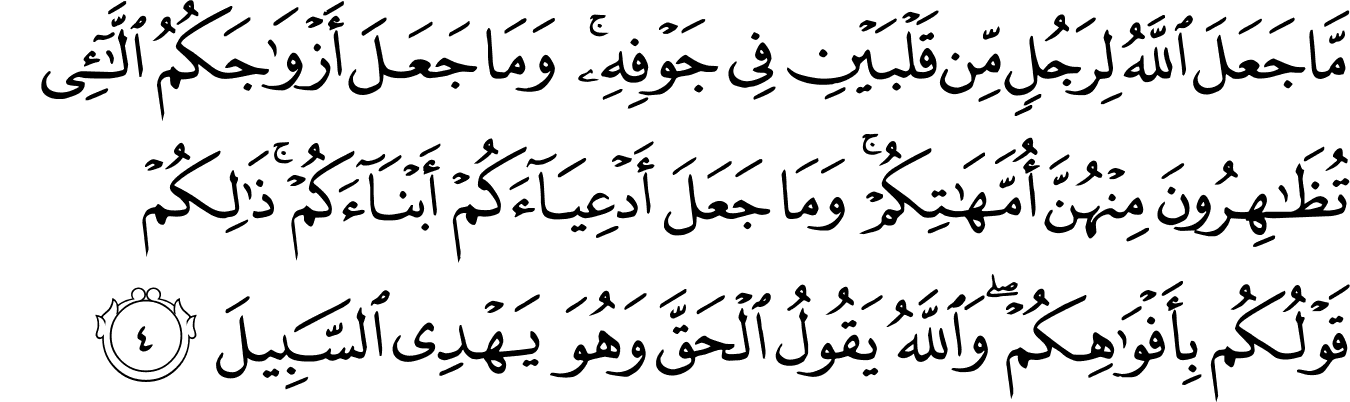 مَّا جَعَلَ ٱللَّهُ لِرَجُلٍ مِّن قَلْبَيْنِ فِى جَوْفِهِۦ ۚ وَمَا جَعَلَ أَزْوَٰجَكُمُ ٱلَّـٰٓـِٔى
تُظَـٰهِرُونَ مِنْهُنَّ أُمَّهَـٰتِكُمْ ۚ وَمَا جَعَلَ أَدْعِيَآءَكُمْ أَبْنَآءَكُمْ ۚ ذَٰلِكُمْ
قَوْلُكُم بِأَفْوَٰهِكُمْ ۖ وَٱللَّهُ يَقُولُ ٱلْحَقَّ وَهُوَ يَهْدِى ٱلسَّبِيلَ ٤